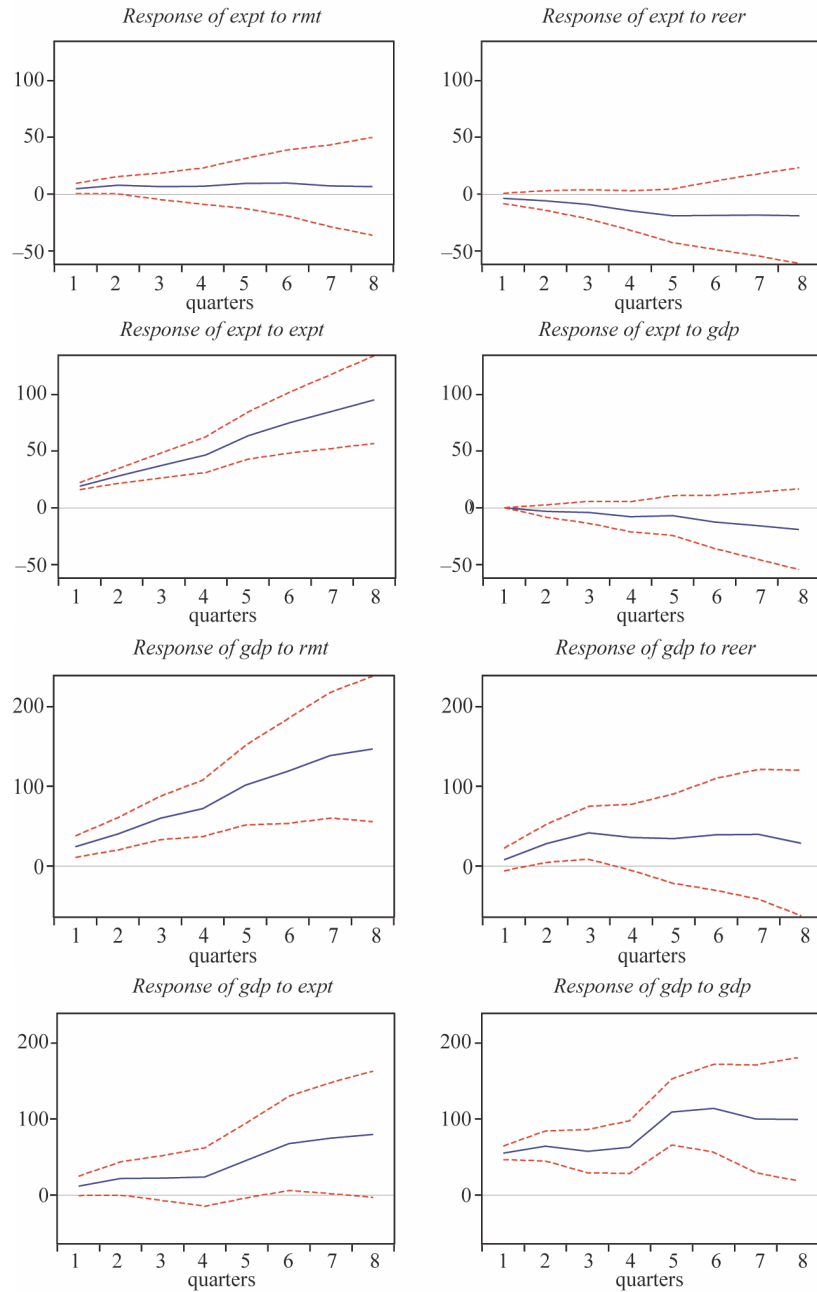 Response of expt to rmt
100
50
0
–50
1 2 3 4 5 6 7 8
quarters
Response of expt to reer
100
50
0
–50
1 2 3 4 5 6 7 8
quarters
Response of expt to expt
100
50
0
–50
1 2 3 4 5 6 7 8
quarters
Response of expt to gdp
100
50
0
–50
1 2 3 4 5 6 7 8
quarters
Response of gdp to rmt
200
100
0
1 2 3 4 5 6 7 8
quarters
Response of gdp to reer
200
100
0
1 2 3 4 5 6 7 8
quarters
Response of gdp to expt
200
100
0
1 2 3 4 5 6 7 8
quarters
Response of gdp to gdp
200
100
0
1 2 3 4 5 6 7 8
quarters